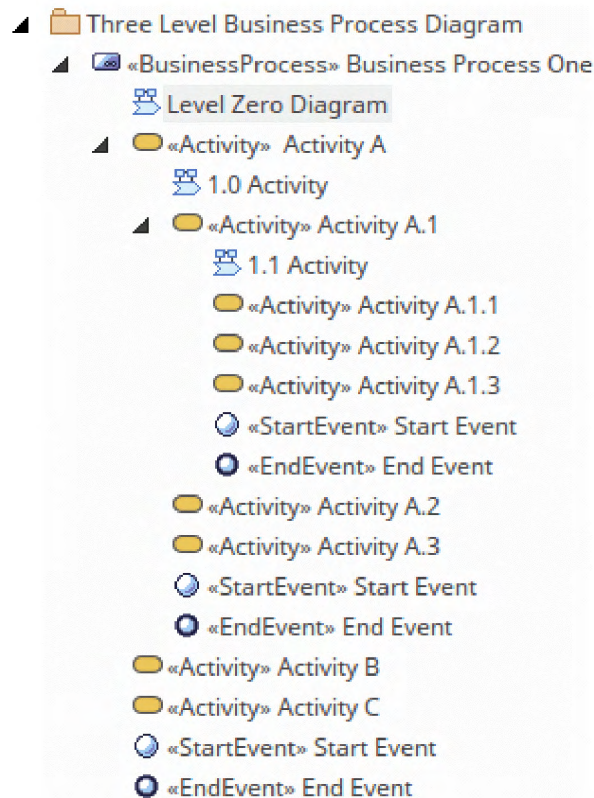 Three Level Business Process Diagram
«BusinessProcess» Business Process One
Level Zero Diagram
«Activity» Activity A
1.0 Activity
«Activity» Activity A.1
1.1 Activity
«Activity» Activity A.1.1
«Activity» Activity A.1.2
«Activity» Activity A.1.3
«StartEvent» Start Event
«EndEvent» End Event
«Activity» Activity A.2
«Activity» Activity A.3
«StartEvent» Start Event
«EndEvent» End Event
«Activity» Activity B
«Activity» Activity C
«StartEvent» Start Event
«EndEvent» End Event